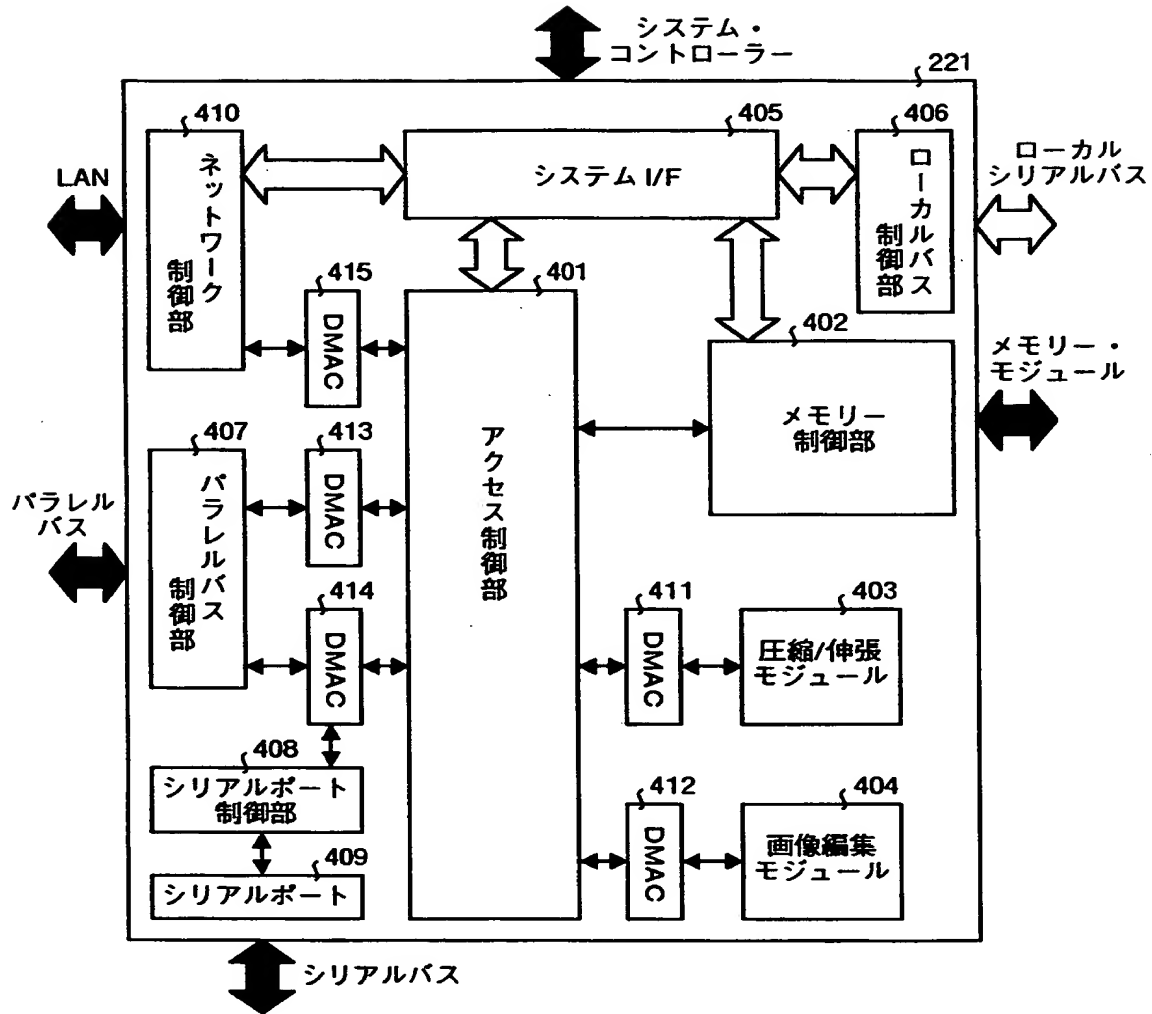 システム・
コントローラー
221
410
405
406
ネットワーク
制御部
システム I/F
ローカルバス
制御部
LAN
ローカル
シリアルバス
415
DMAC
401
アクセス制御部
402
メモリー
制御部
メモリー・
モジュール
407
パラレルバス
制御部
413
DMAC
パラレル
バス
414
DMAC
411
DMAC
403
圧縮/伸張
モジュール
408
シリアルポート
制御部
412
DMAC
404
画像編集
モジュール
409
シリアルポート
シリアルバス